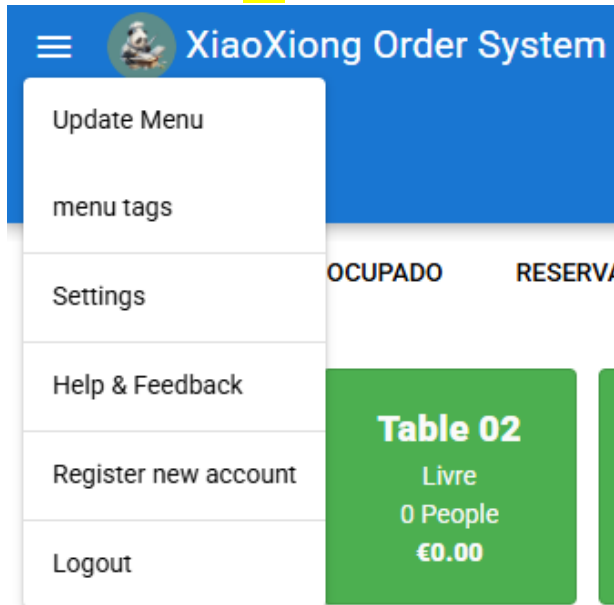 XiaoXiong Order System
Update Menu
menu tags
Settings
Help & Feedback
Register new account
Logout
OCUPADO
RESERVA
Table 02
Livre
0 People
€0.00